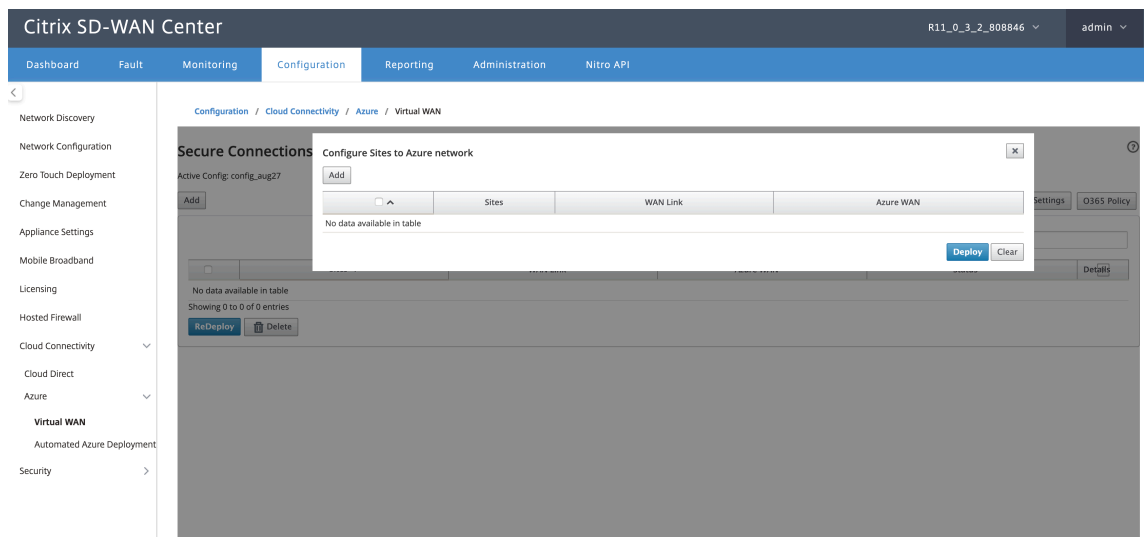 Citrix SD-WAN Center
R11_0_3_2_808846
admin
Dashboard Fault Monitoring Configuration Reporting Administration Nitro API
Network Discovery
Network Configuration
Zero Touch Deployment
Change Management
Appliance Settings
Mobile Broadband
Licensing
Hosted Firewall
Cloud Connectivity
Cloud Direct
Azure
Virtual WAN
Automated Azure Deployment
Security
Configuration / Cloud Connectivity / Azure / Virtual WAN
Secure Connections
Active Config: config_aug27
Add
Settings O365 Policy
Configure Sites to Azure network
Add
Sites WAN Link Azure WAN
No data available in table
Deploy Clear
Details
No data available in table
Showing 0 to 0 of 0 entries
ReDeploy Delete